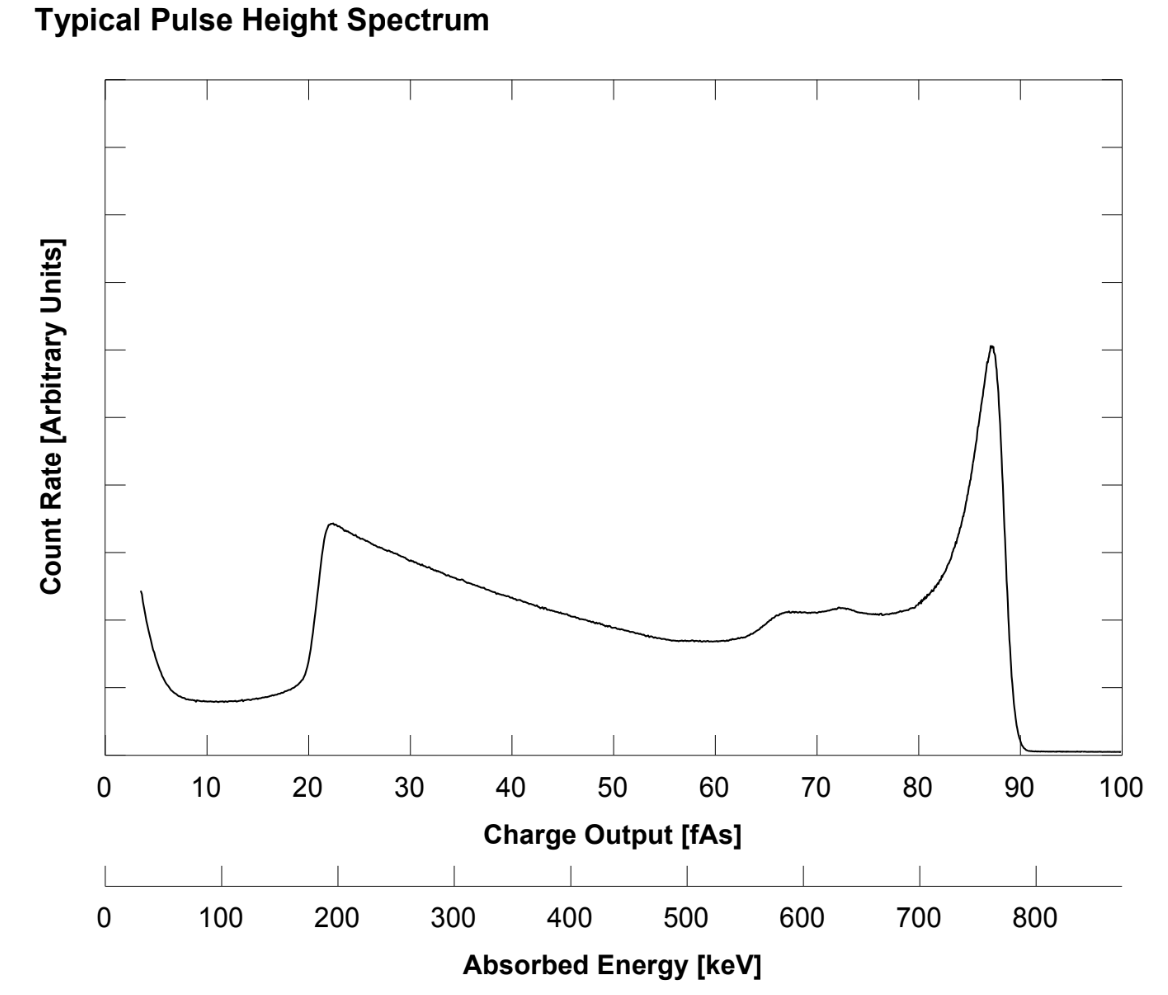 Typical Pulse Height Spectrum
Count Rate [Arbitrary Units]
0 10 20 30 40 50 60 70 80 90 100
Charge Output [fAs]
0 100 200 300 400 500 600 700 800
Absorbed Energy [keV]